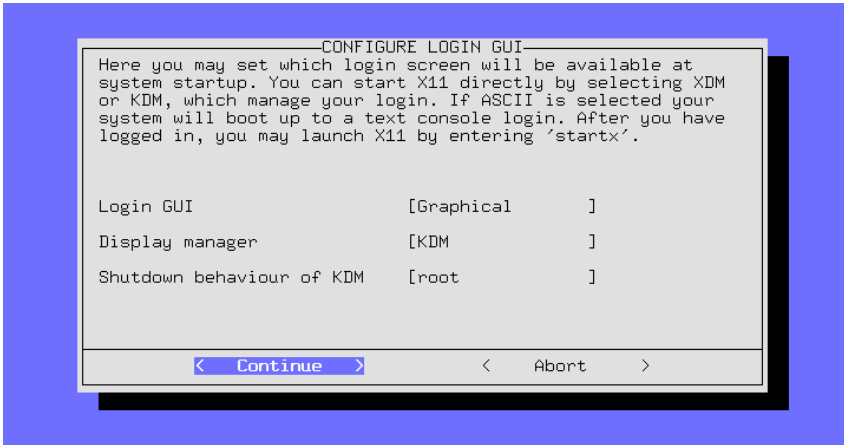 CONFIGURE LOGIN GUI
Here you may set which login screen will be available at
system startup. You can start X11 directly by selecting XDM
or KDM, which manage your login. If ASCII is selected your
system will boot up to a text console login. After you have
logged in, you may launch X11 by entering 'startx'.
Login GUI [Graphical ]
Display manager [KDM ]
Shutdown behaviour of KDM [root ]
< Continue > < Abort >